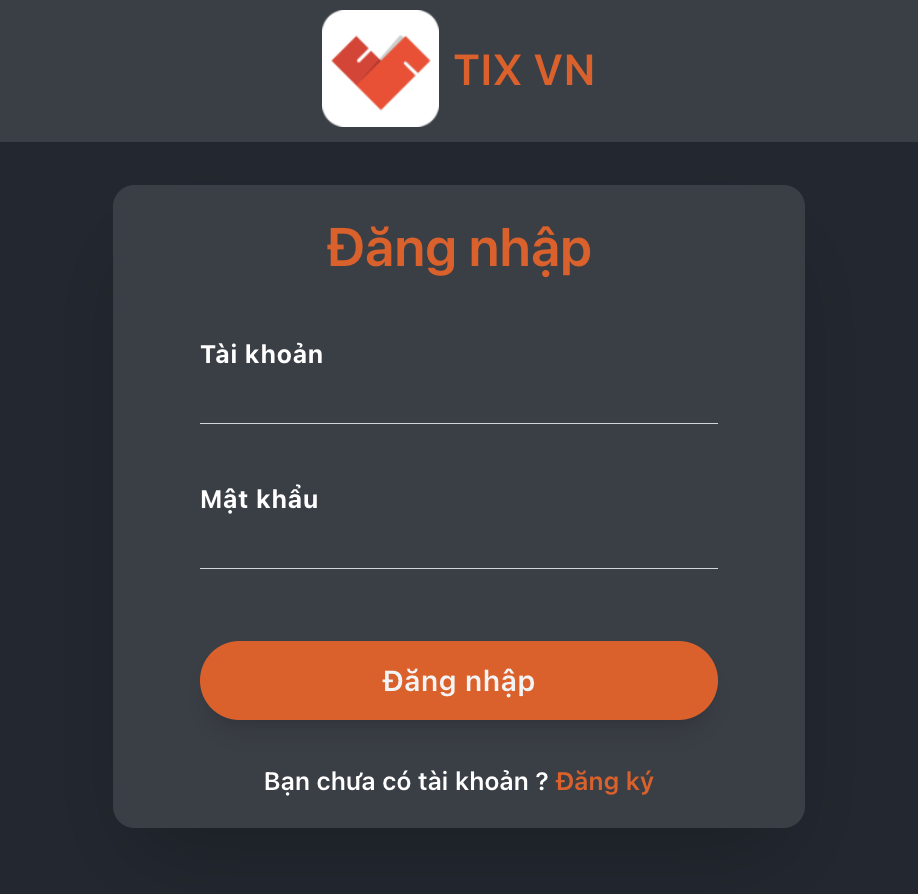 TIX VN
Đăng nhập
Tài khoản
Mật khẩu
Đăng nhập
Bạn chưa có tài khoản ? Đăng ký